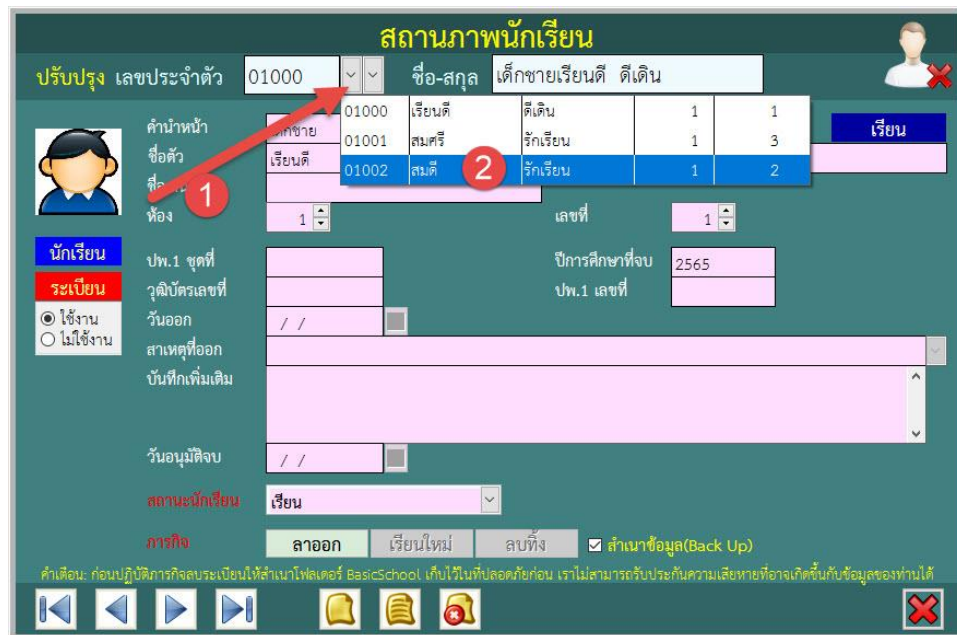 สถานภาพนักเรียน
ปรับปรุง เลขประจำตัว 01000 ชื่อ-สกุล เด็กชายเรียนดี ดีเด่น
01000 เรียนดี ดีเด่น 1 1
01001 สมศรี รักเรียน 1 3
01002 สมดี รักเรียน 1 2
1
2
คำนำหน้า
เรียน
ชื่อตัว เรียนดี
ห้อง 1 เลขที่ 1
นักเรียน
ปพ.1 ชุดที่ ปีการศึกษาที่จบ 2565
ระเบียน
วุฒิบัตรเลขที่ ปพ.1 เลขที่
ใช้งาน
ไม่ใช้งาน
วันออก / /
สาเหตุที่ออก
บันทึกเพิ่มเติม
วันอนุมัติจบ / /
สถานะนักเรียน เรียน
ภารกิจ ลาออก เรียนใหม่ ลบทิ้ง สำเนาข้อมูล(Back Up)
คำเตือน: ก่อนปฏิบัติภารกิจลบระเบียนให้สำเนาโฟลเดอร์ BasicSchool เก็บไว้ในที่ปลอดภัยก่อน เราไม่สามารถรับประกันความเสียหายที่อาจเกิดขึ้นกับข้อมูลของท่านได้